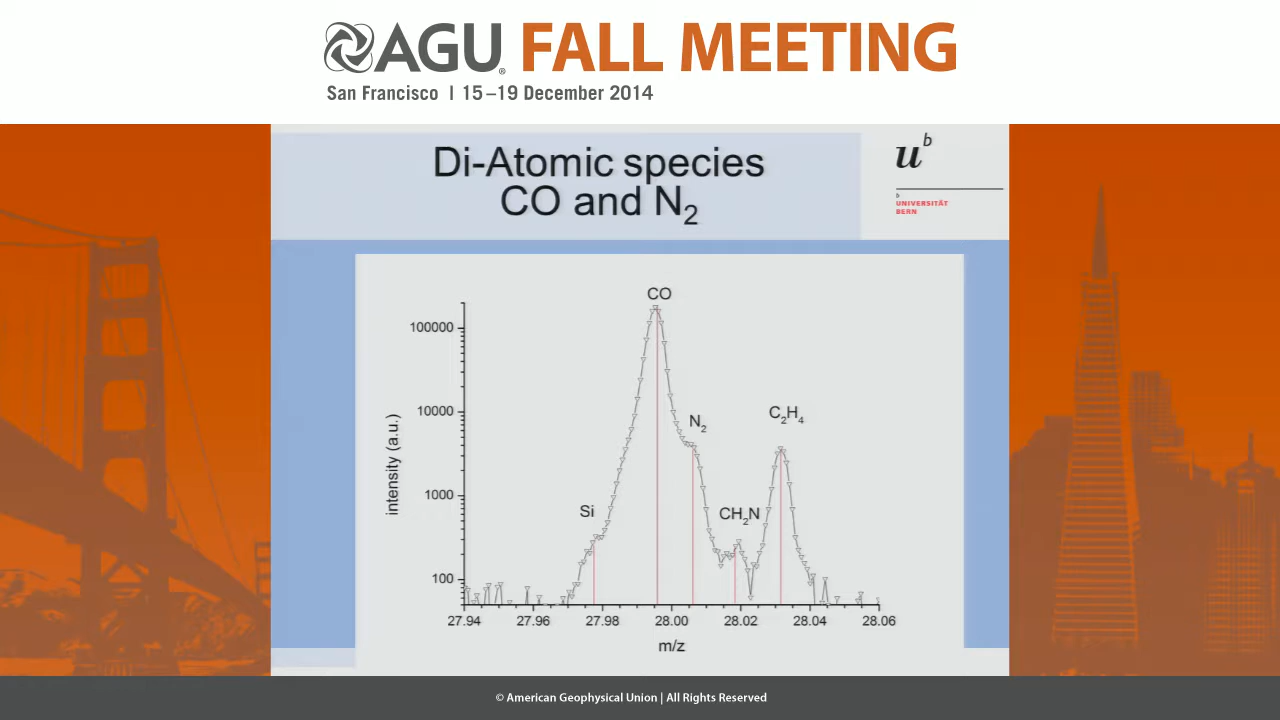 AGU® FALL MEETING
San Francisco | 15–19 December 2014
Di-Atomic species
CO and N₂
u^b
b
UNIVERSITÄT
BERN
CO
100000
C₂H₄
10000
N₂
intensity (a.u.)
Si
CH₂N
1000
100
27.94 27.96 27.98 28.00 28.02 28.04 28.06
m/z
© American Geophysical Union | All Rights Reserved